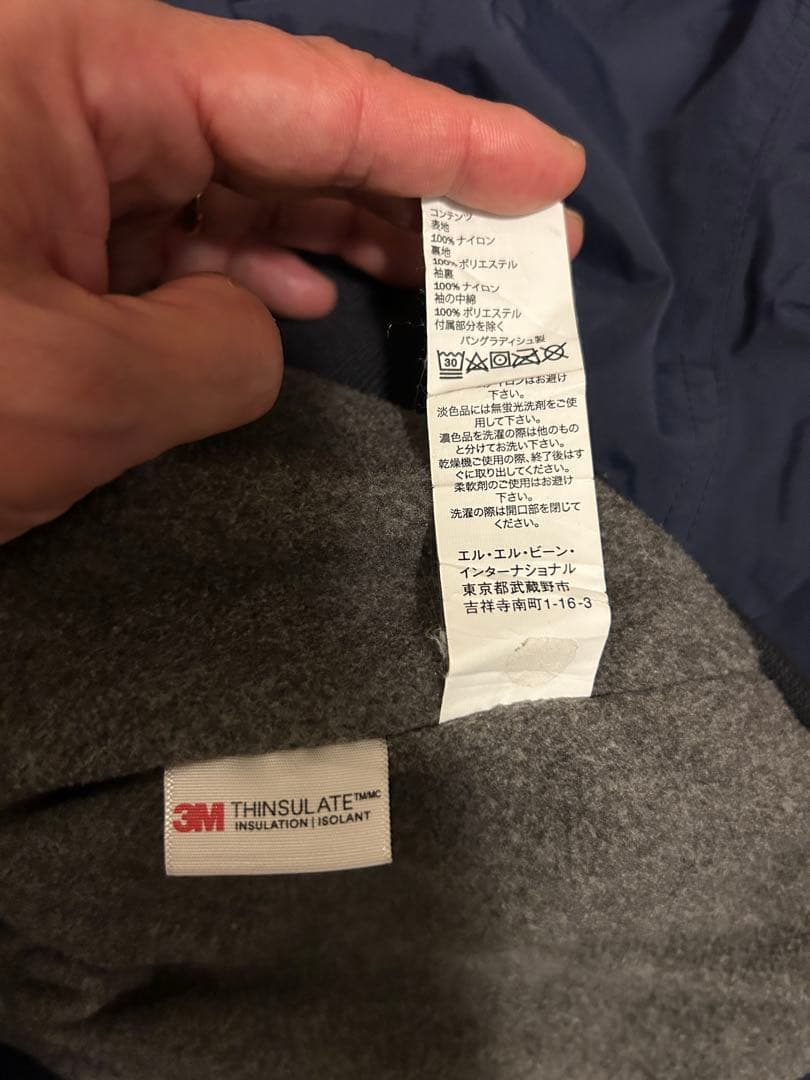 コンテンツ
表地
100% ナイロン
裏地
100% ポリエステル
袖裏
100% ナイロン
袖の中綿
100% ポリエステル
付属部分を除く
バングラディシュ製
30
はお避け
下さい。
淡色品には無蛍光洗剤をご使
用して下さい。
濃色品を洗濯の際は他のもの
と分けてお洗い下さい。
乾燥機ご使用の際、終了後はす
ぐに取り出してください。
柔軟剤のご使用はお避け
下さい。
洗濯の際は開口部を閉じて
ください。
エル・エル・ビーン・
インターナショナル
東京都武蔵野市
吉祥寺南町1-16-3
3M THINSULATE™/MC
INSULATION | ISOLANT